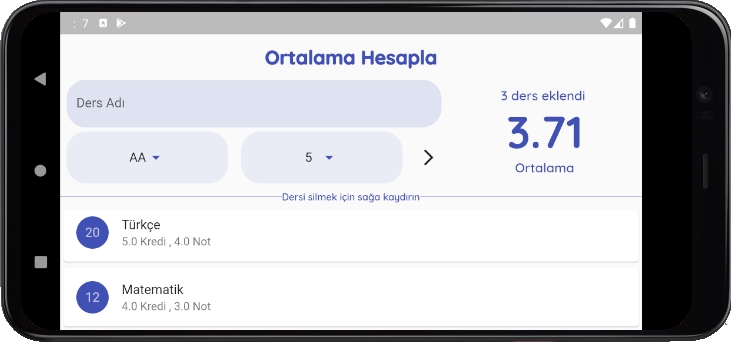 : 7
Ortalama Hesapla
Ders Adı
3 ders eklendi
3.71
Ortalama
AA
5
Dersi silmek için sağa kaydırın
20
Türkçe
5.0 Kredi , 4.0 Not
12
Matematik
4.0 Kredi , 3.0 Not